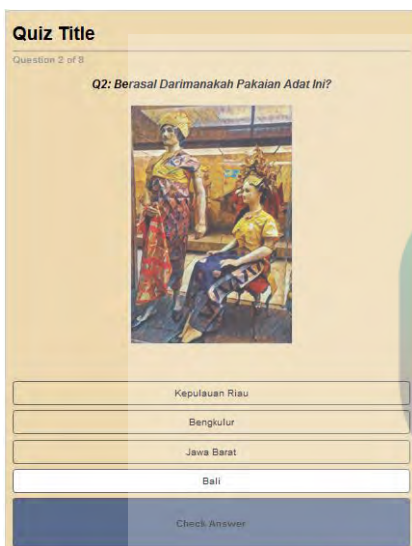 Quiz Title
Question 2 of 8
Q2: Berasal Darimanakah Pakaian Adat Ini?
Kepulauan Riau
Bengkulur
Jawa Barat
Bali
Check Answer